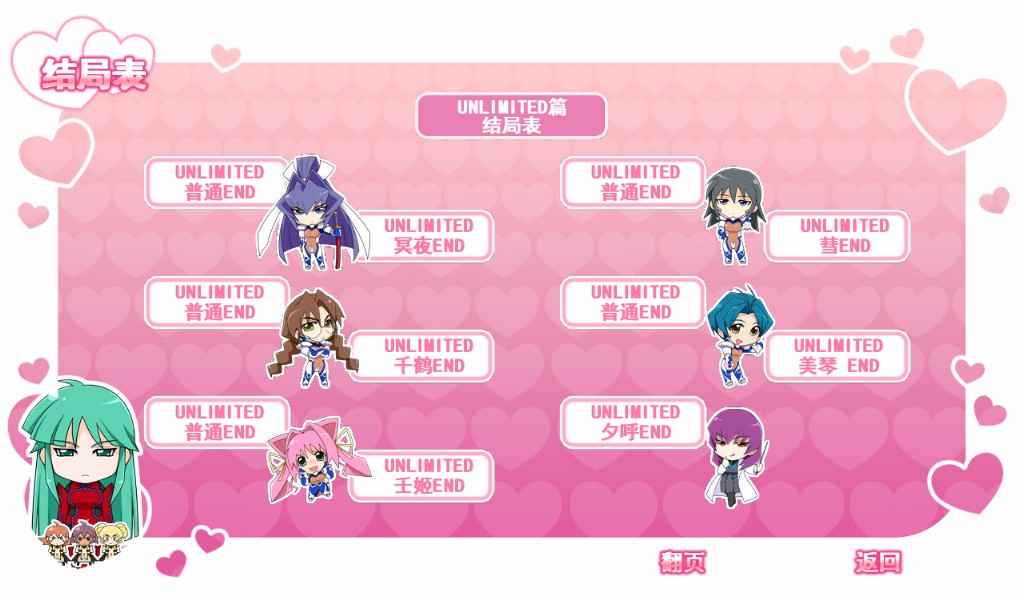 结局表
UNLIMITED篇
结局表
UNLIMITED
普通END
UNLIMITED
冥夜END
UNLIMITED
普通END
UNLIMITED
彗END
UNLIMITED
普通END
UNLIMITED
千鹤END
UNLIMITED
普通END
UNLIMITED
美琴 END
UNLIMITED
普通END
UNLIMITED
壬姬END
UNLIMITED
夕呼END
翻页
返回